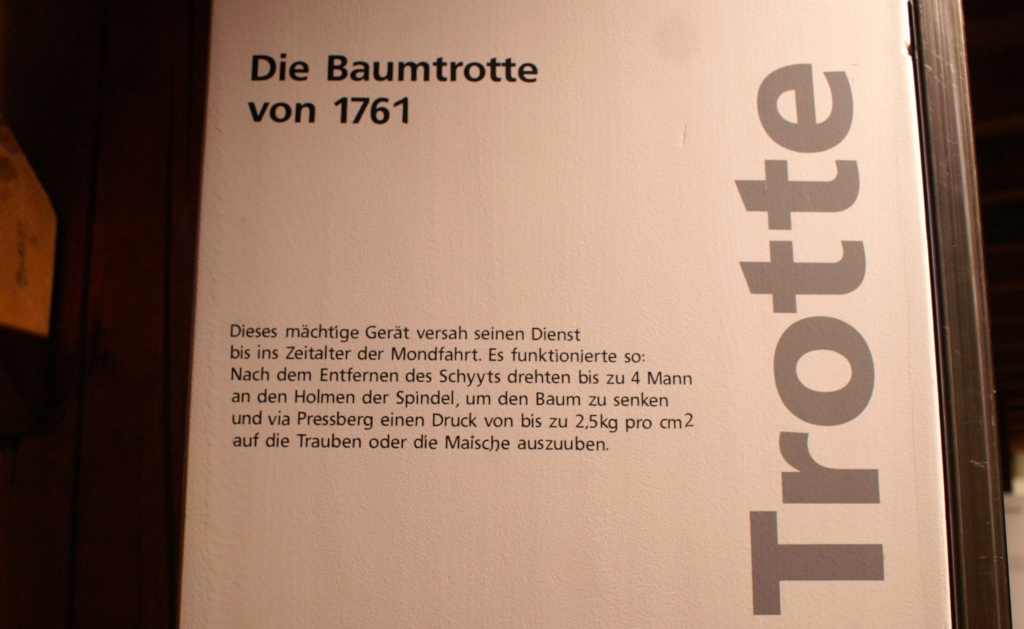 Die Baumtrotte
von 1761
Dieses mächtige Gerät versah seinen Dienst
bis ins Zeitalter der Mondfahrt. Es funktionierte so:
Nach dem Entfernen des Schyyts drehten bis zu 4 Mann
an den Holmen der Spindel, um den Baum zu senken
und via Pressberg einen Druck von bis zu 2,5kg pro cm2
auf die Trauben oder die Maische auszuuben.
Trotte